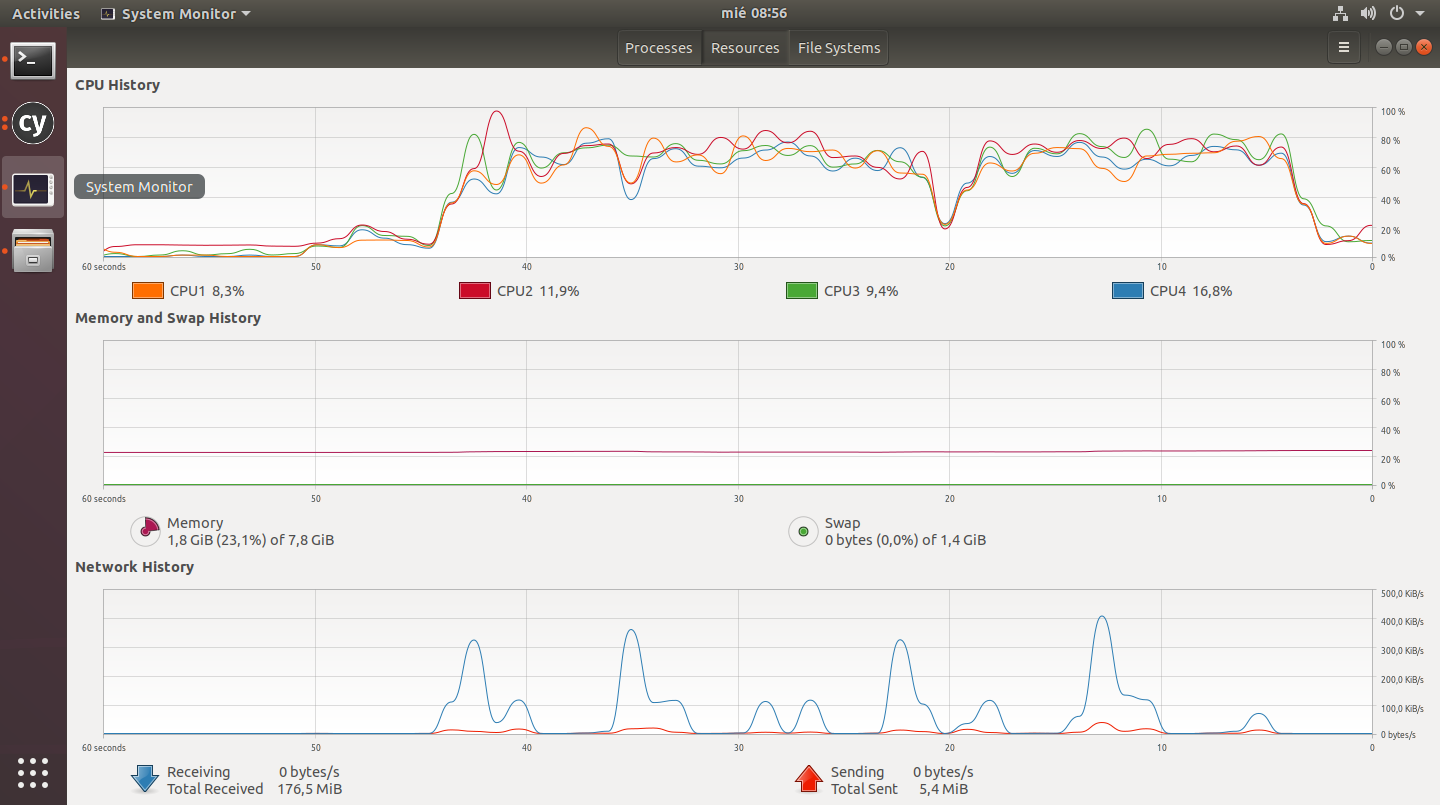 Activities System Monitor mié 08:56
Processes Resources File Systems
>_
cy
System Monitor
CPU History
100 %
80 %
60 %
40 %
20 %
0 %
60 seconds 50 40 30 20 10 0
CPU1 8,3% CPU2 11,9% CPU3 9,4% CPU4 16,8%
Memory and Swap History
100 %
80 %
60 %
40 %
20 %
0 %
60 seconds 50 40 30 20 10 0
Memory
1,8 GiB (23,1%) of 7,8 GiB
Swap
0 bytes (0,0%) of 1,4 GiB
Network History
500,0 KiB/s
400,0 KiB/s
300,0 KiB/s
200,0 KiB/s
100,0 KiB/s
0 bytes/s
60 seconds 50 40 30 20 10 0
Receiving 0 bytes/s
Total Received 176,5 MiB
Sending 0 bytes/s
Total Sent 5,4 MiB